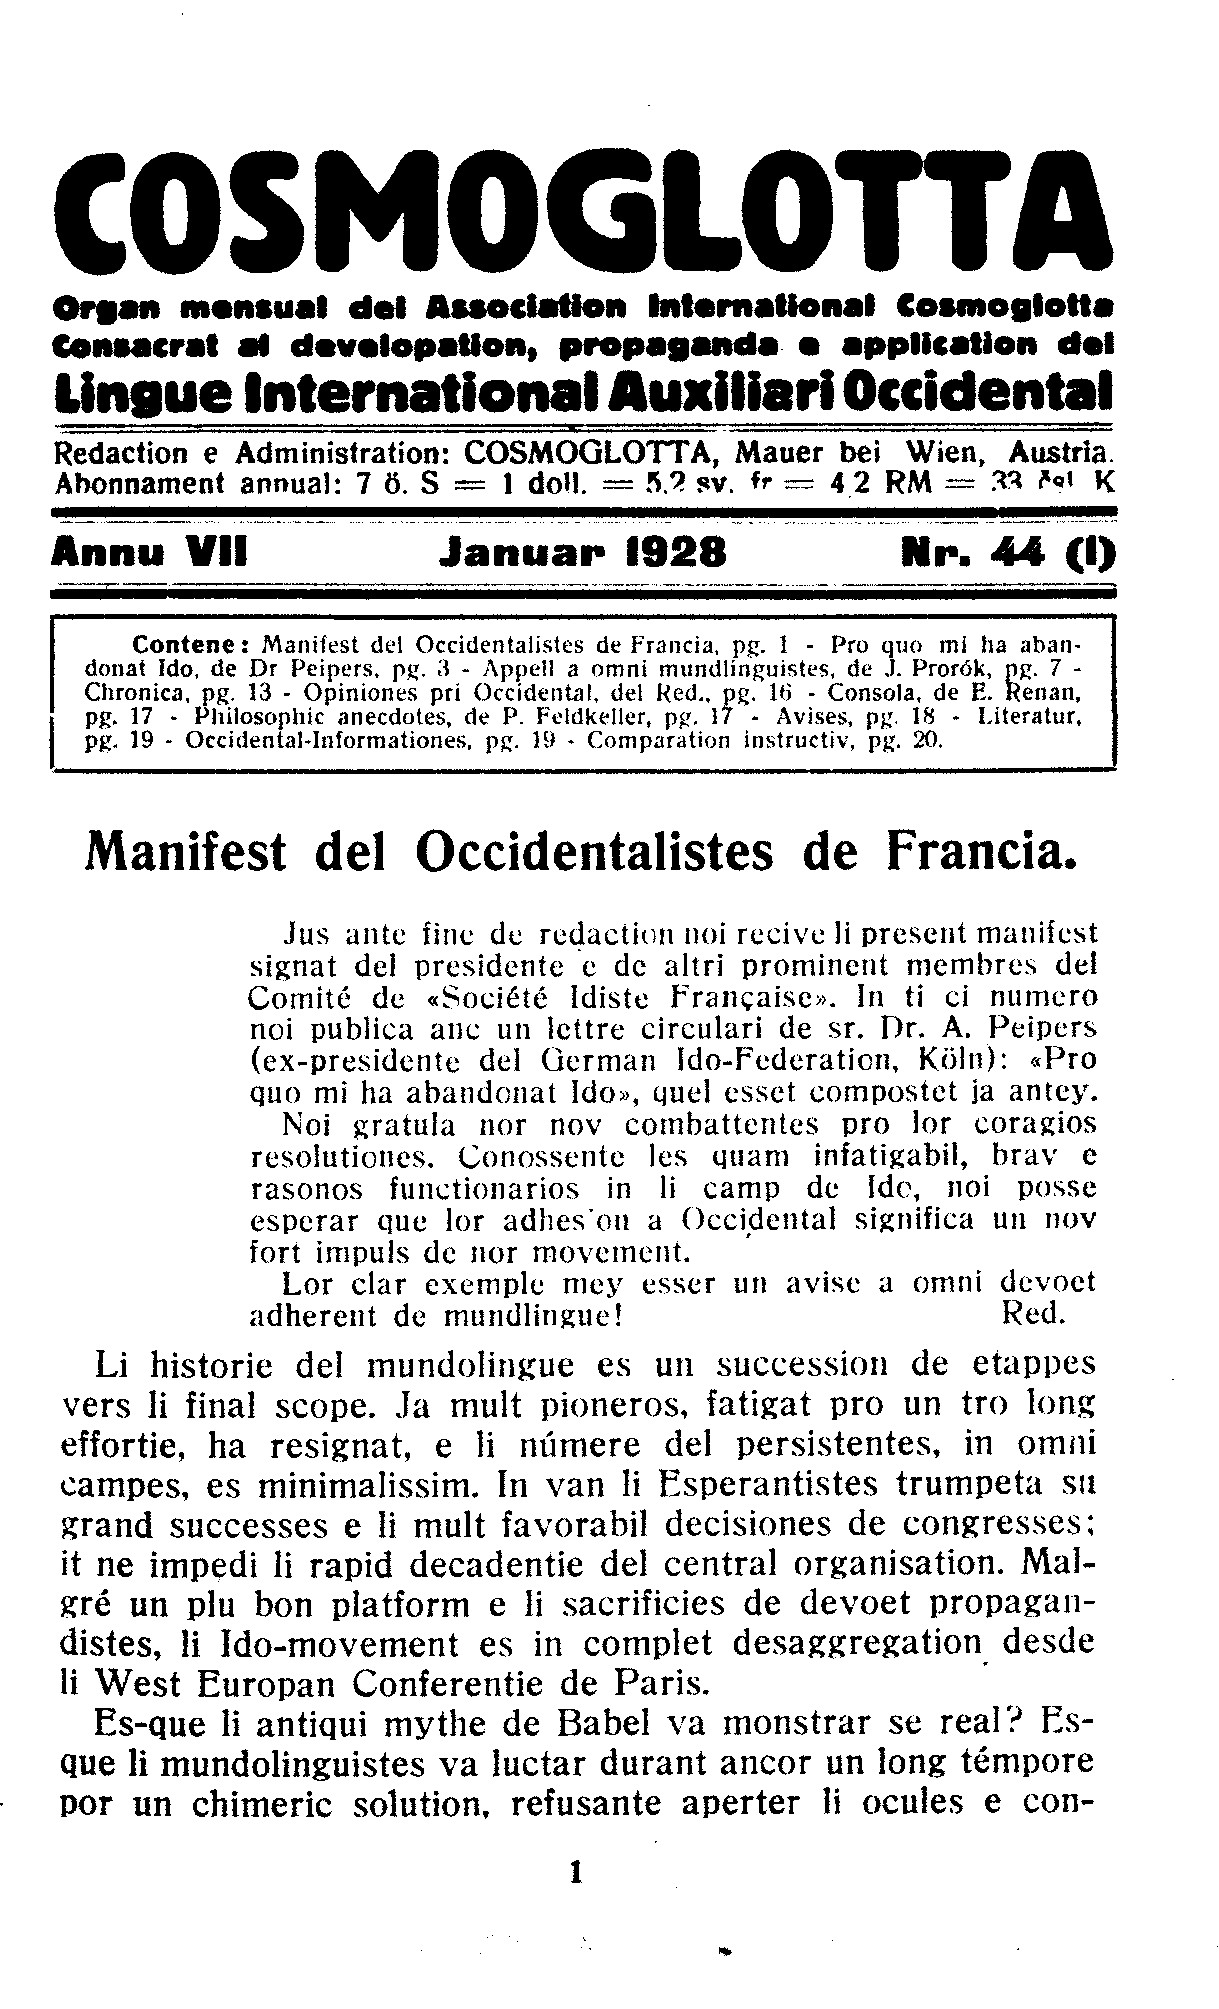 COSMOGLOTTA
Organ mensual del Association International Cosmoglotta
Consacrat al developation, propaganda e application del
Lingue International Auxiliari Occidental
Redaction e Administration: COSMOGLOTTA, Mauer bei Wien, Austria.
Abonnament annual: 7 ö. S = 1 doll. = 5.2 sv. fr = 4.2 RM = 33 K
Annu VII Januar 1928 Nr. 44 (I)
Contene: Manifest del Occidentalistes de Francia, pg. 1 - Pro quo mi ha aban-
donat Ido, de Dr Peipers, pg. 3 - Appell a omni mundlinguistes, de J. Prorók, pg. 7 -
Chronica, pg. 13 - Opiniones pri Occidental, del Red., pg. 16 - Consola, de E. Renan,
pg. 17 - Philosophic anecdotes, de P. Feldkeller, pg. 17 - Avises, pg. 18 - Literatur,
pg. 19 - Occidental-Informationes, pg. 19 - Comparation instructiv, pg. 20.
Manifest del Occidentalistes de Francia.
Jus ante fine de redaction noi recive li present manifest
signat del presidente e de altri prominent membres del
Comité de «Société Idiste Française». In ti ci numero
noi publica anc un lettre circulari de sr. Dr. A. Peipers
(ex-presidente del German Ido-Federation, Köln): «Pro
quo mi ha abandonat Ido», quel esset compostet ja antey.
Noi gratula nor nov combattentes pro lor coragios
resolutiones. Conossente les quam infatigabil, brav e
rasonos functionarios in li camp de Ido, noi posse
esperar que lor adhes'on a Occidental significa un nov
fort impuls de nor movement.
Lor clar exemple mey esser un avise a omni devoet
adherent de mundlingue! Red.
Li historie del mundolingue es un succession de etappes
vers li final scope. Ja mult pioneros, fatigat pro un tro long
effortie, ha resignat, e li númere del persistentes, in omni
campes, es minimalissim. In van li Esperantistes trumpeta su
grand successes e li mult favorabil decisiones de congresses;
it ne impedi li rapid decadentie del central organisation. Mal-
gré un plu bon platform e li sacrificies de devoet propagan-
distes, li Ido-movement es in complet desaggregation desde
li West Europan Conferentie de Paris.
Es-que li antiqui mythe de Babel va monstrar se real? Es-
que li mundolinguistes va luctar durant ancor un long témpore
por un chimeric solution, refusante aperter li ocules e con-
1